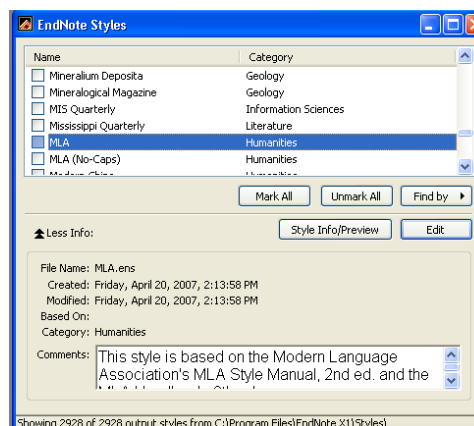 EndNote Styles
Name Category
Mineralium Deposita Geology
Mineralogical Magazine Geology
MIS Quarterly Information Sciences
Mississippi Quarterly Literature
MLA Humanities
MLA (No-Caps) Humanities
Mark All Unmark All Find by
Less Info: Style Info/Preview Edit
File Name: MLA.ens
Created: Friday, April 20, 2007, 2:13:58 PM
Modified: Friday, April 20, 2007, 2:13:58 PM
Based On:
Category: Humanities
Comments: This style is based on the Modern Language
Association's MLA Style Manual, 2nd ed. and the
Showing 2928 of 2928 output styles from C:\Program Files\EndNote X1\Styles\